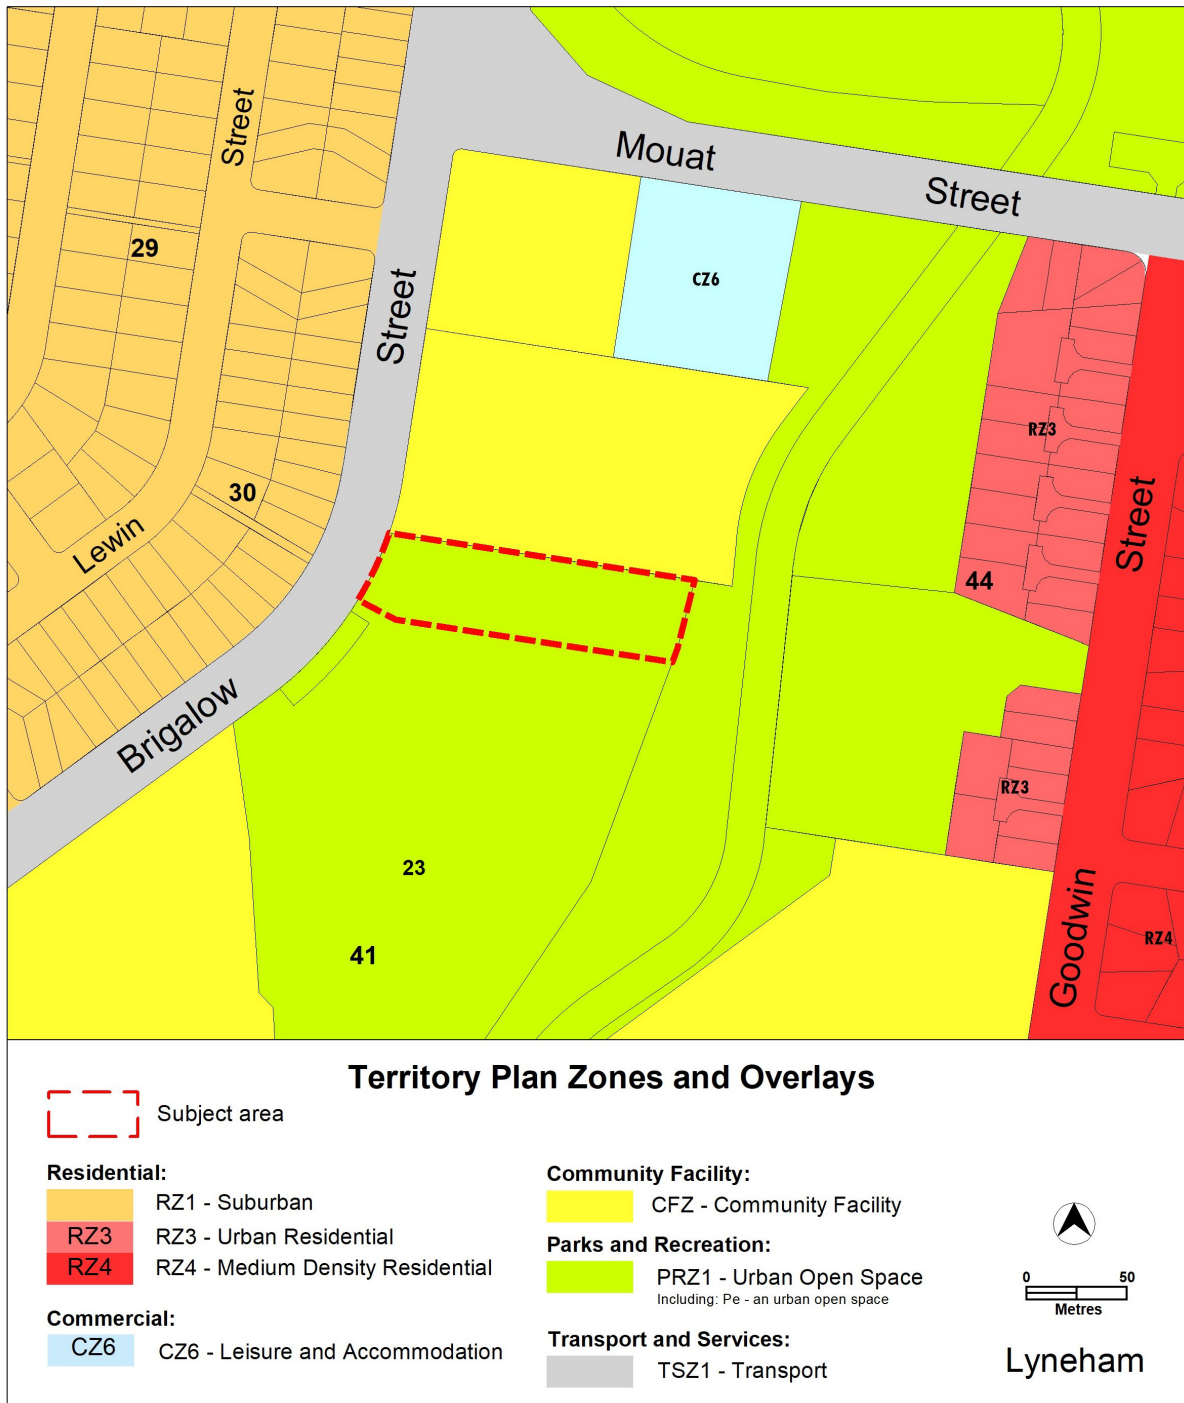 Street
Mouat
Street
29
CZ6
Street
RZ3
30
Street
Lewin
44
Brigalow
RZ3
23
Goodwin
RZ4
41
Territory Plan Zones and Overlays
Subject area
Residential:
RZ1 - Suburban
RZ3 RZ3 - Urban Residential
RZ4 RZ4 - Medium Density Residential
Commercial:
CZ6 CZ6 - Leisure and Accommodation
Community Facility:
CFZ - Community Facility
Parks and Recreation:
PRZ1 - Urban Open Space
Including: Pe - an urban open space
Transport and Services:
TSZ1 - Transport
0 50
Metres
Lyneham